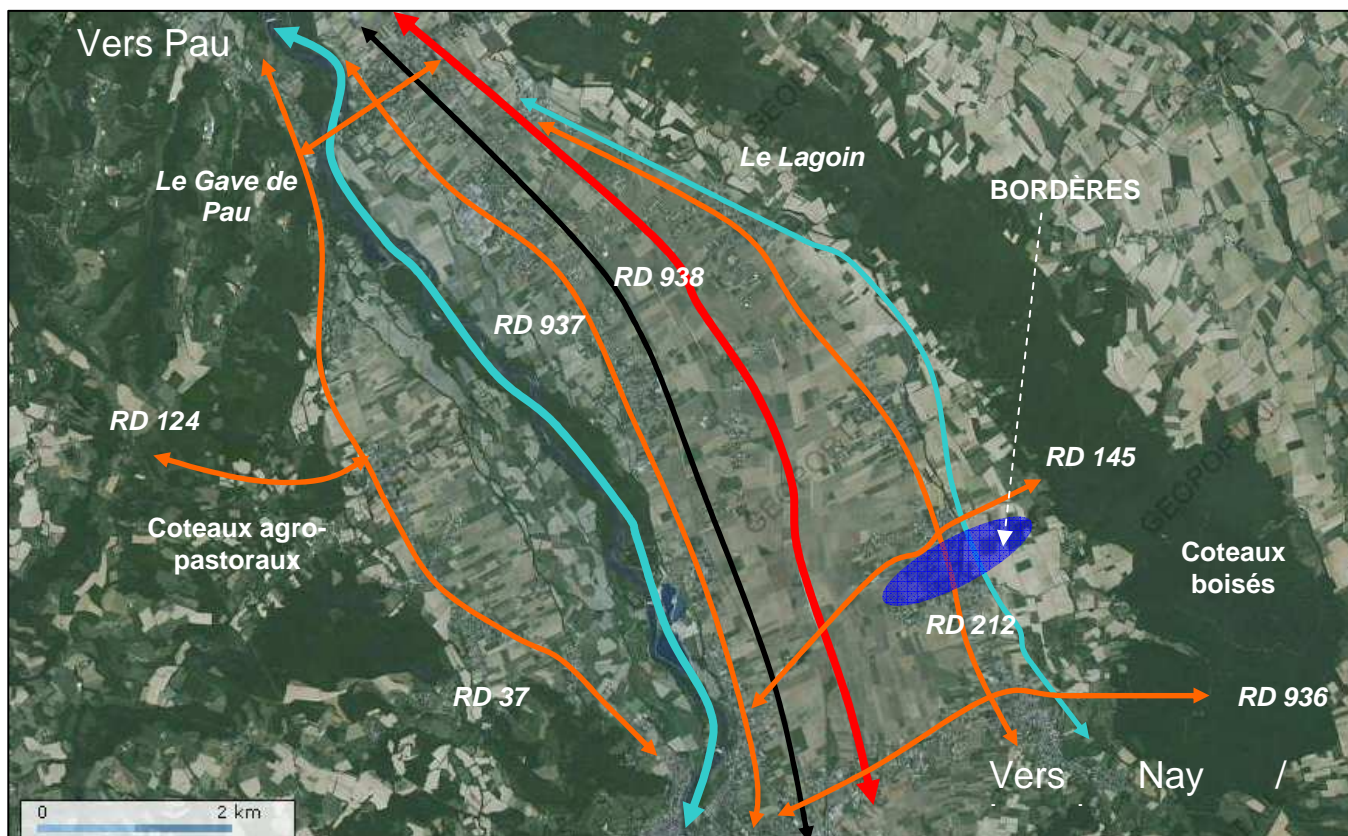 Vers Pau
Le Lagoin
Le Gave de
Pau
BORDÈRES
RD 938
RD 937
RD 124
RD 145
Coteaux agro-
pastoraux
Coteaux
boisés
RD 212
RD 37
RD 936
Vers Nay /
0 2 km